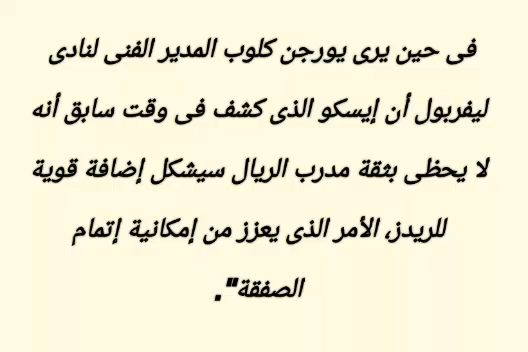 فى حين يرى يورجن كلوب المدير الفنى لنادى
ليفربول أن إيسكو الذى كشف فى وقت سابق أنه
لا يحظى بثقة مدرب الريال سيشكل إضافة قوية
للريدز، الأمر الذى يعزز من إمكانية إتمام
الصفقة".